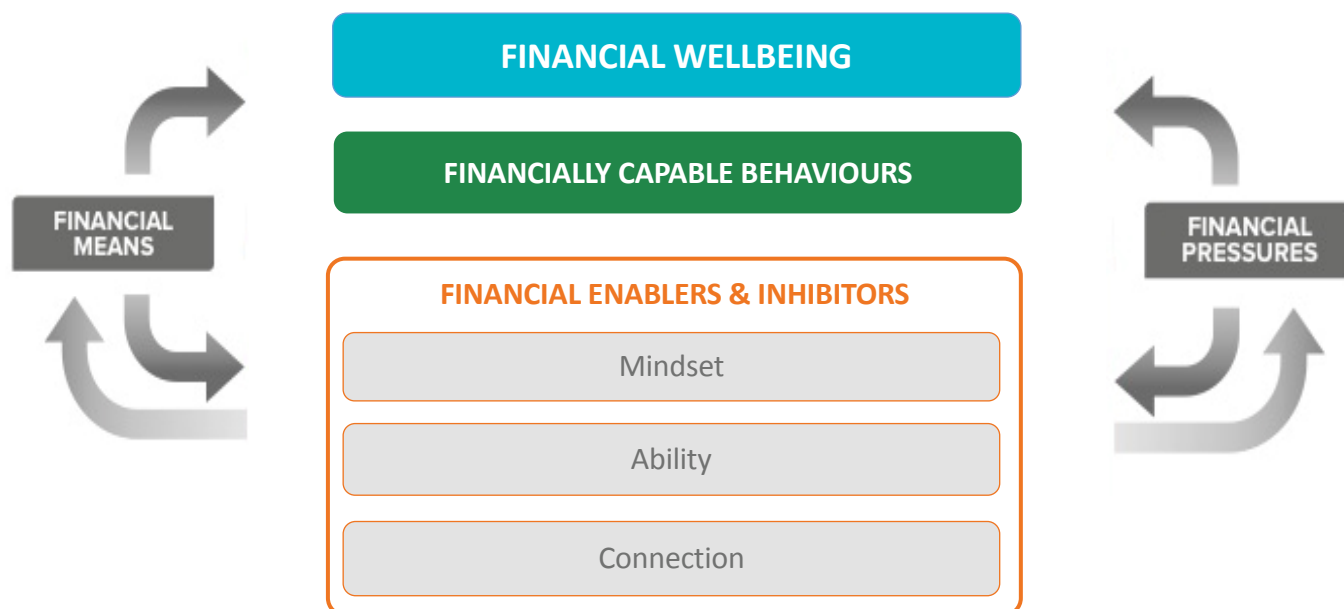 FINANCIAL WELLBEING
FINANCIALLY CAPABLE BEHAVIOURS
FINANCIAL
MEANS
FINANCIAL
PRESSURES
FINANCIAL ENABLERS & INHIBITORS
Mindset
Ability
Connection